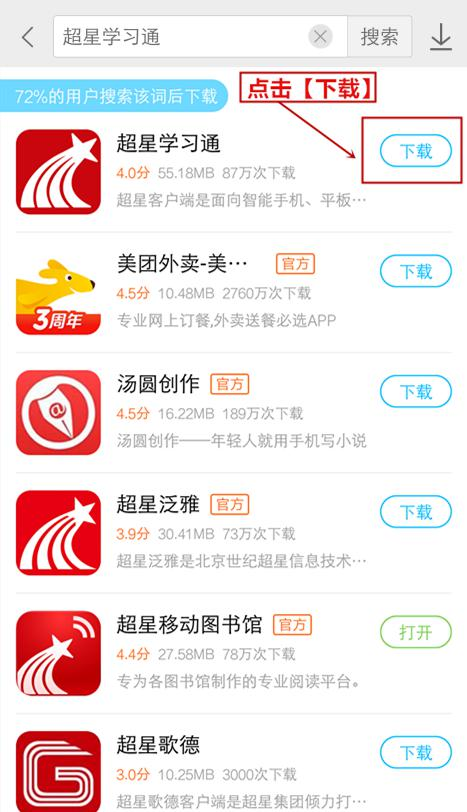 超星学习通
搜索
72%的用户搜索该词后下载
点击【下载】
超星学习通
下载
4.0分 55.18MB 87万次下载
超星客户端是面向智能手机、平板…
美团外卖-美… 官方
下载
4.5分 10.48MB 2760万次下载
专业网上订餐,外卖送餐必选APP
3周年
汤圆创作 官方
下载
4.5分 16.22MB 189万次下载
汤圆创作——年轻人就用手机写小说
@
超星泛雅 官方
下载
3.9分 30.41MB 73万次下载
超星泛雅是北京世纪超星信息技术…
超星移动图书馆 官方
打开
4.4分 27.58MB 78万次下载
专为各图书馆制作的专业阅读平台。
超星歌德
下载
3.0分 10.25MB 3000次下载
超星歌德客户端是超星集团倾力打…